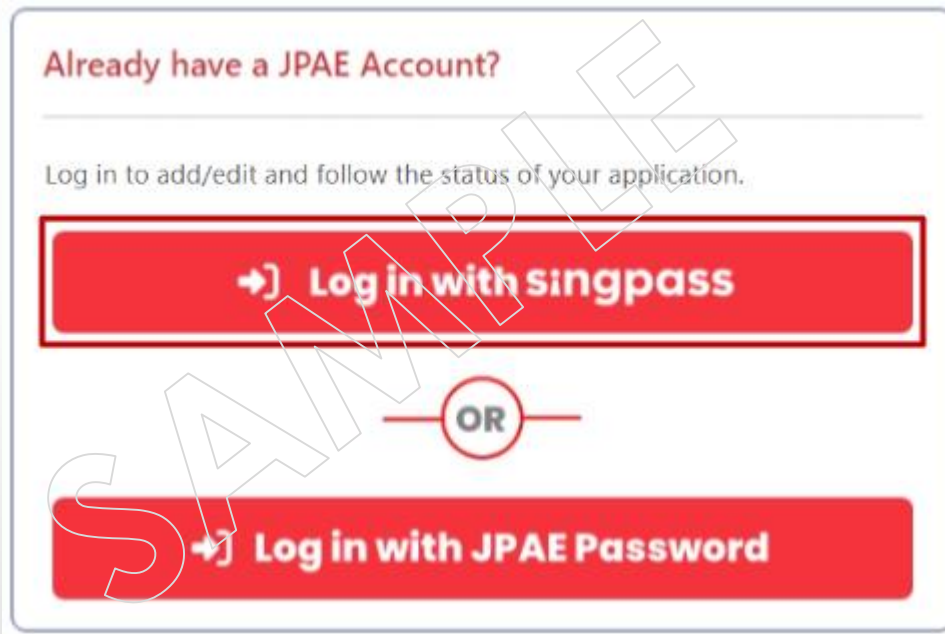 Already have a JPAE Account?
Log in to add/edit and follow the status of your application.
Log in with singpass
OR
Log in with JPAE Password
SAMPLE